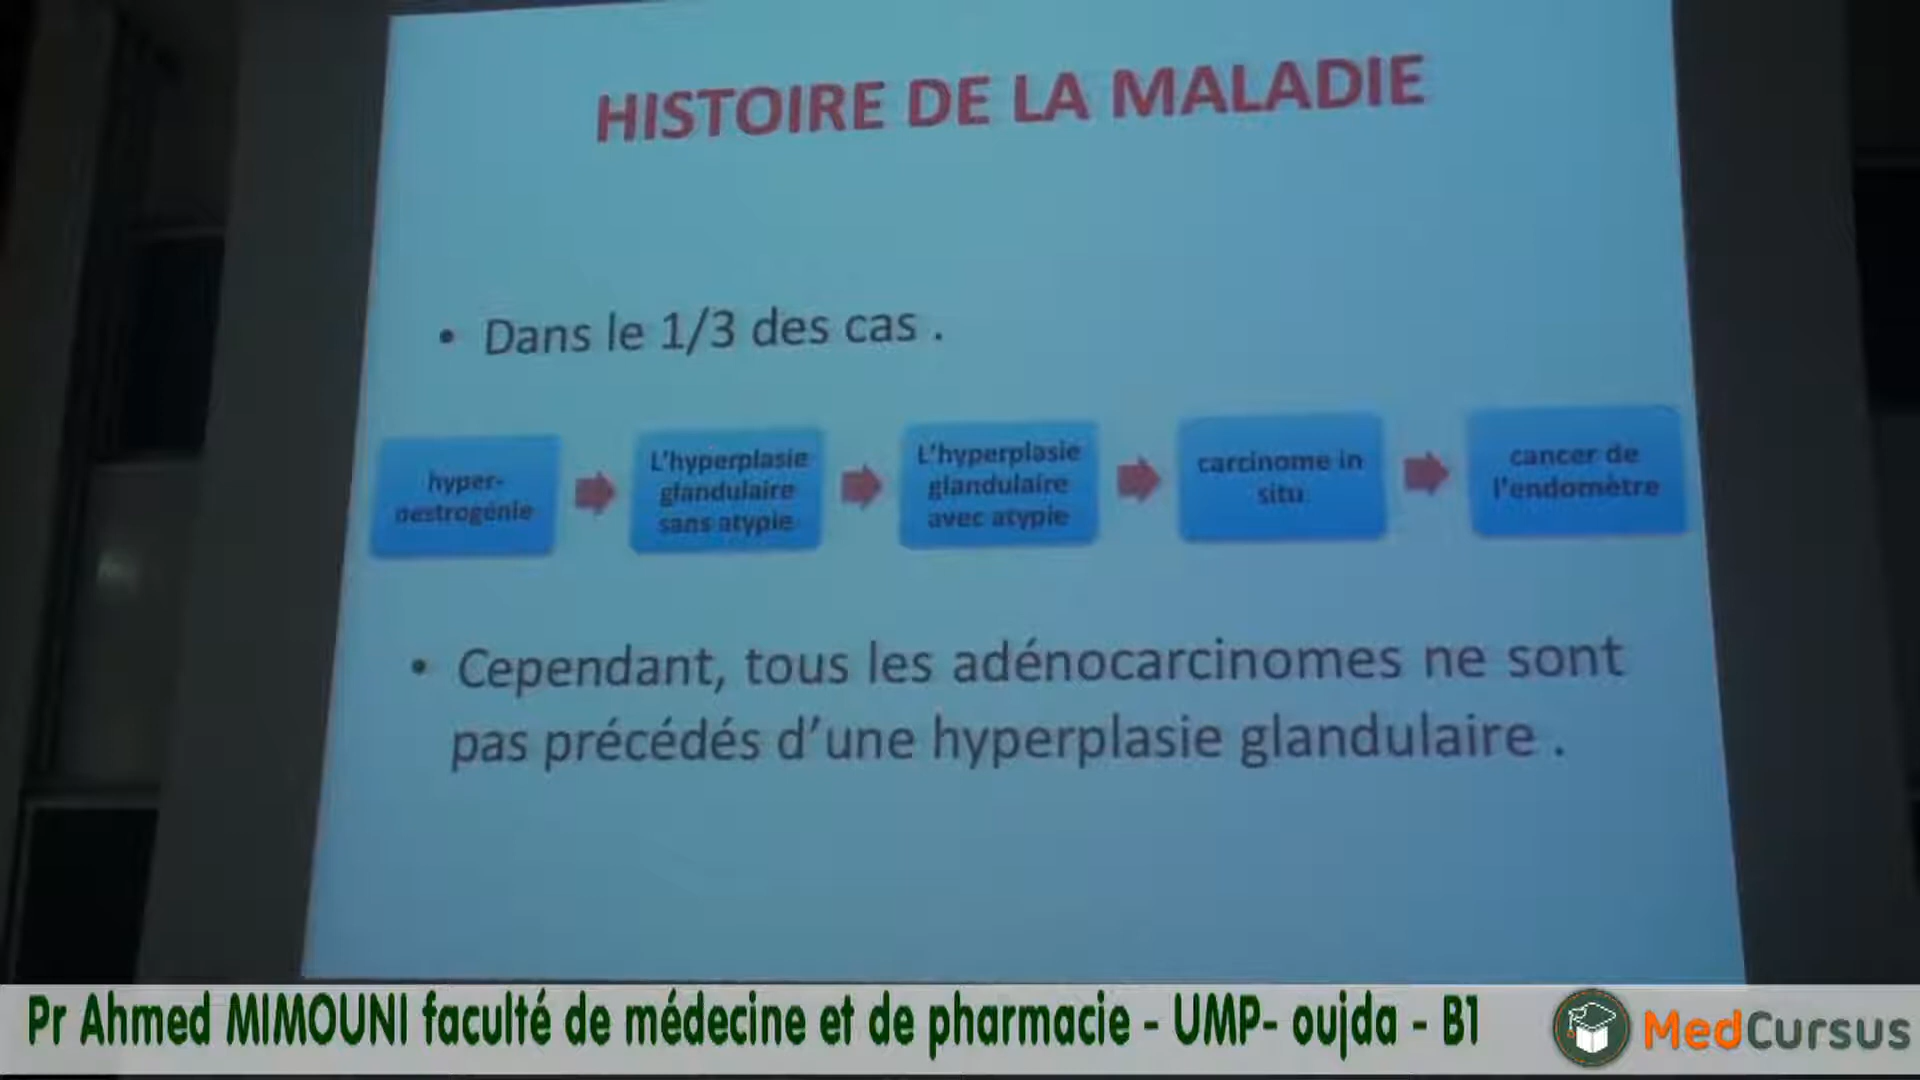 HISTOIRE DE LA MALADIE
• Dans le 1/3 des cas .
hyper-
oestrogénie
L'hyperplasie
glandulaire
sans atypie
L'hyperplasie
glandulaire
avec atypie
carcinome in
situ
cancer de
l'endomètre
• Cependant, tous les adénocarcinomes ne sont
pas précédés d'une hyperplasie glandulaire .
Pr Ahmed MIMOUNI faculté de médecine et de pharmacie - UMP- oujda - B1
MedCursus